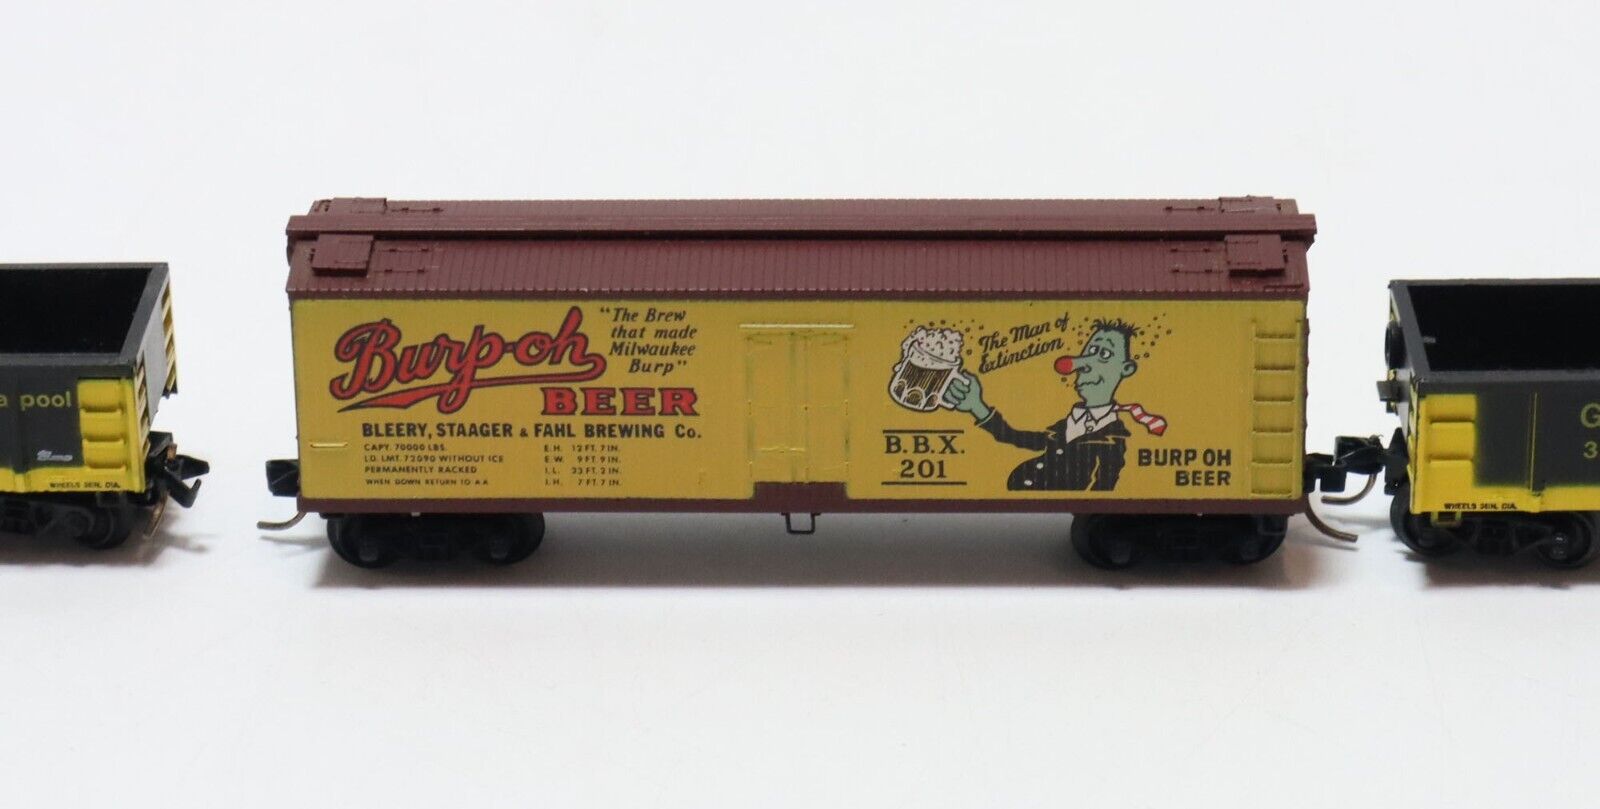 a pool
WHEELS 36IN. DIA.
Burp-oh
BEER
"The Brew
that made
Milwaukee
Burp"
BLEERY, STAAGER & FAHL BREWING Co.
CAPY. 70000 LBS.
LD. LMT. 72090 WITHOUT ICE
PERMANENTLY RACKED
WHEN DOWN RETURN TO A.A.
E.H. 12 FT. 7 IN.
E.W. 9 FT. 9 IN.
I.L. 33 FT. 2 IN.
I.H. 7 FT. 7 IN.
The Man of
Extinction
B.B.X.
201
BURP OH
BEER
G
3
WHEELS 36IN. DIA.